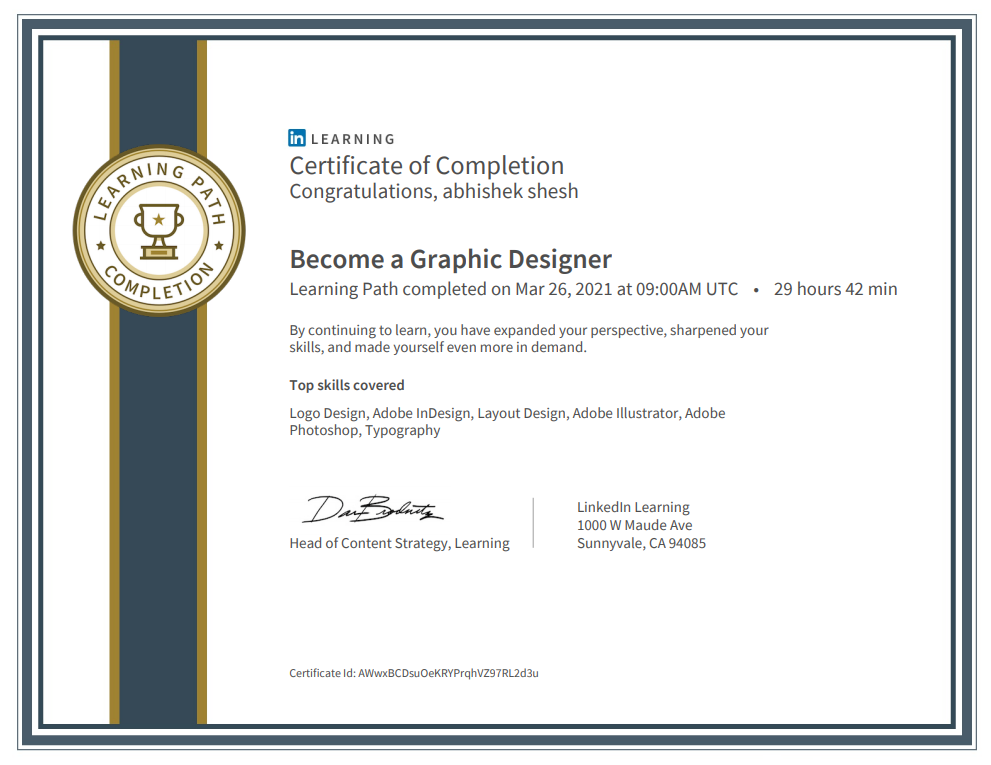 LEARNING PATH
COMPLETION
in LEARNING
Certificate of Completion
Congratulations, abhishek shesh
Become a Graphic Designer
Learning Path completed on Mar 26, 2021 at 09:00AM UTC • 29 hours 42 min
By continuing to learn, you have expanded your perspective, sharpened your
skills, and made yourself even more in demand.
Top skills covered
Logo Design, Adobe InDesign, Layout Design, Adobe Illustrator, Adobe
Photoshop, Typography
Head of Content Strategy, Learning
LinkedIn Learning
1000 W Maude Ave
Sunnyvale, CA 94085
Certificate Id: AWwxBCDsuOeKRYPrqhVZ97RL2d3u